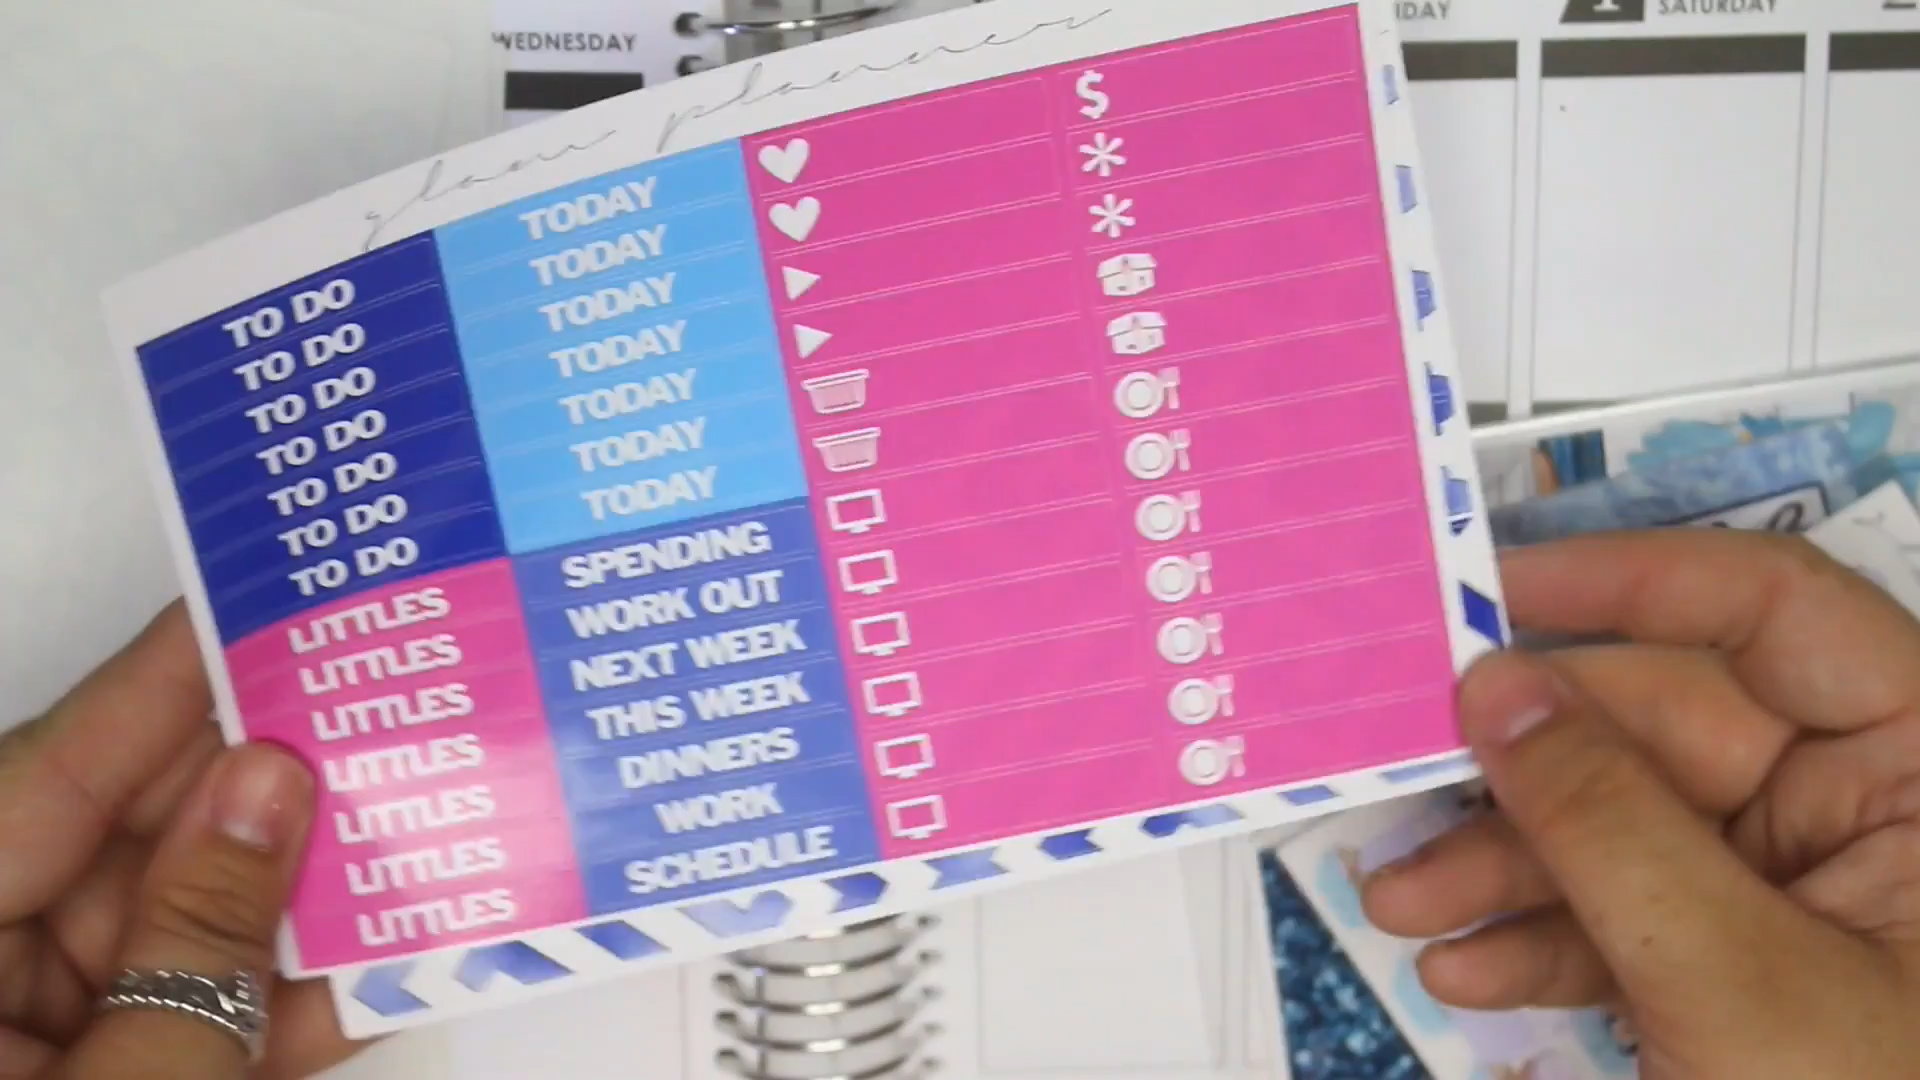 WEDNESDAY
SATURDAY
glam planner
TO DO
TO DO
TO DO
TO DO
TO DO
TO DO
TO DO
LITTLES
LITTLES
LITTLES
LITTLES
LITTLES
LITTLES
LITTLES
TODAY
TODAY
TODAY
TODAY
TODAY
TODAY
TODAY
SPENDING
WORK OUT
NEXT WEEK
THIS WEEK
DINNERS
WORK
SCHEDULE
$
*
*